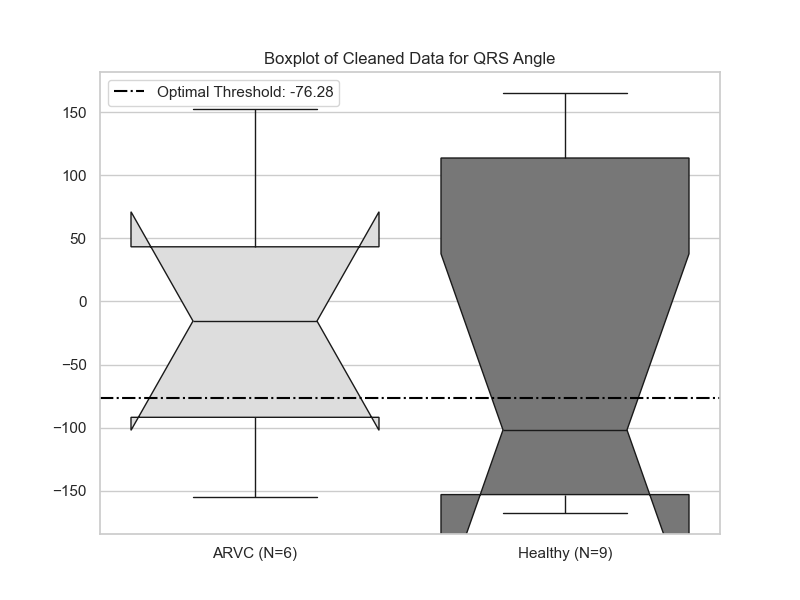 Boxplot of Cleaned Data for QRS Angle
Optimal Threshold: -76.28
150
100
50
0
−50
−100
−150
ARVC (N=6)
Healthy (N=9)